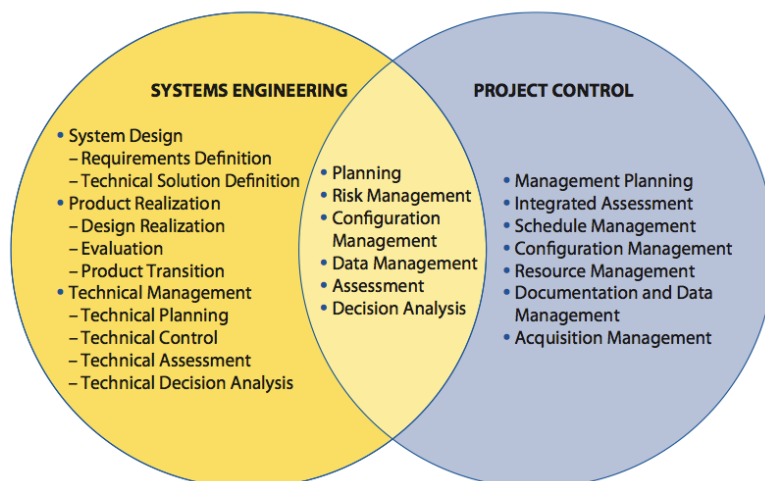 SYSTEMS ENGINEERING
• System Design
– Requirements Definition
– Technical Solution Definition
• Product Realization
– Design Realization
– Evaluation
– Product Transition
• Technical Management
– Technical Planning
– Technical Control
– Technical Assessment
– Technical Decision Analysis
• Planning
• Risk Management
• Configuration
Management
• Data Management
• Assessment
• Decision Analysis
PROJECT CONTROL
• Management Planning
• Integrated Assessment
• Schedule Management
• Configuration Management
• Resource Management
• Documentation and Data
Management
• Acquisition Management